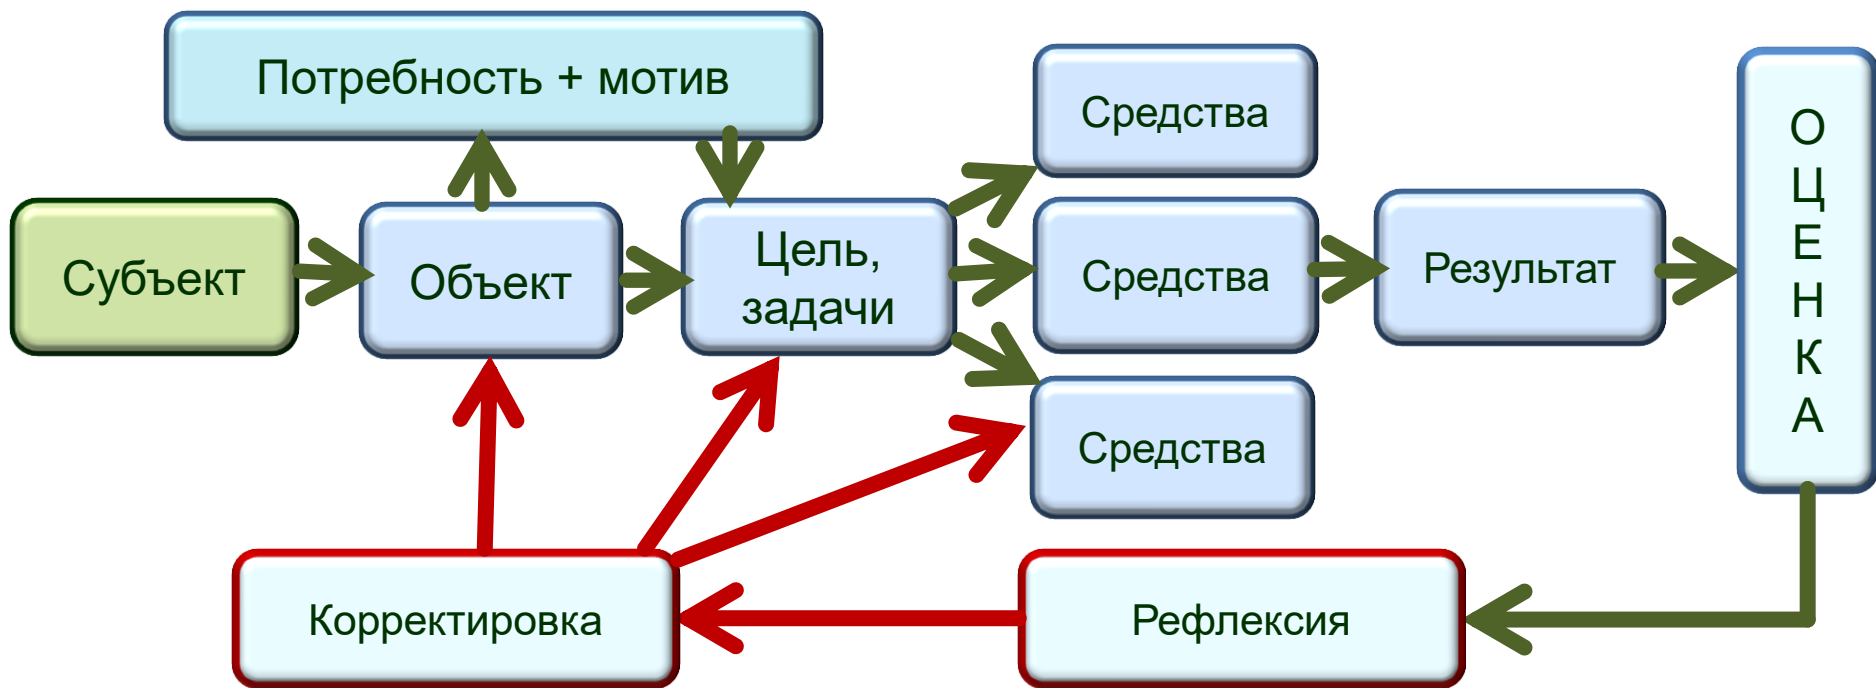 Потребность + мотив
Средства
Субъект
Объект
Цель,
задачи
Средства
Результат
О
Ц
Е
Н
К
А
Средства
Корректировка
Рефлексия